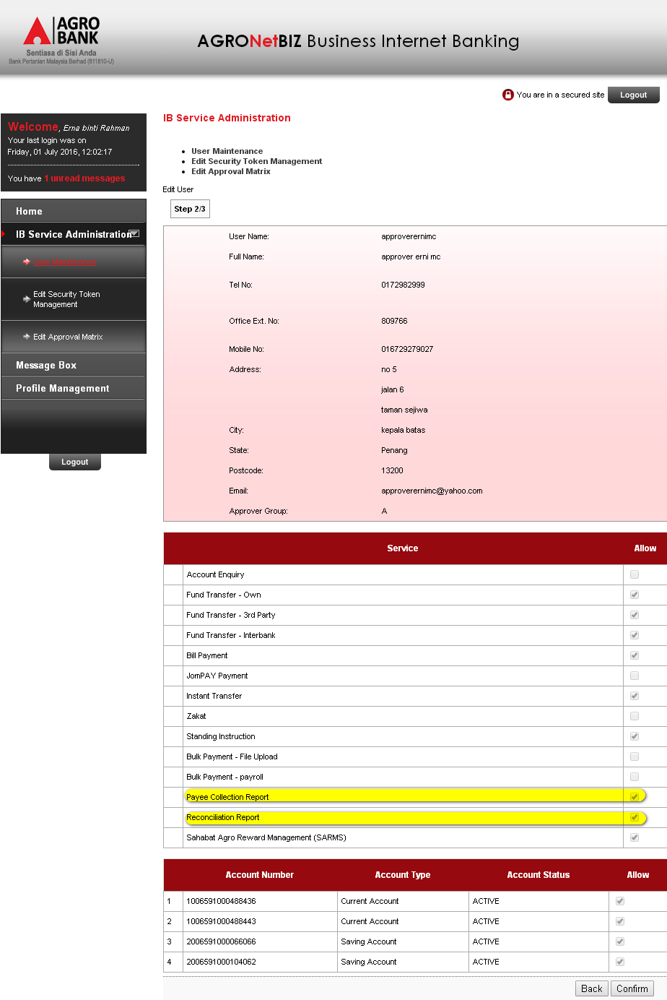 AGRO
BANK
Sentiasa di Sisi Anda
Bank Pertanian Malaysia Berhad (811810-U)
AGRONetBIZ Business Internet Banking
You are in a secured site
Logout
Welcome, Erna binti Rahman
Your last login was on
Friday, 01 July 2016, 12:02:17
You have 1 unread messages
Home
IB Service Administration
User Maintenance
Edit Security Token
Management
Edit Approval Matrix
Message Box
Profile Management
Logout
IB Service Administration
User Maintenance
Edit Security Token Management
Edit Approval Matrix
Edit User
Step 2/3
User Name: approverernimc
Full Name: approver erni mc
Tel No: 0172982999
Office Ext. No: 809766
Mobile No: 016729279027
Address: no 5
jalan 6
taman sejiwa
City: kepala batas
State: Penang
Postcode: 13200
Email: approverernimc@yahoo.com
Approver Group: A
Service Allow
Account Enquiry
Fund Transfer - Own
Fund Transfer - 3rd Party
Fund Transfer - Interbank
Bill Payment
JomPAY Payment
Instant Transfer
Zakat
Standing Instruction
Bulk Payment - File Upload
Bulk Payment - payroll
Payee Collection Report
Reconciliation Report
Sahabat Agro Reward Management (SARMS)
Account Number Account Type Account Status Allow
1 1006591000488436 Current Account ACTIVE
2 1006591000488443 Current Account ACTIVE
3 2006591000066066 Saving Account ACTIVE
4 2006591000104062 Saving Account ACTIVE
Back Confirm